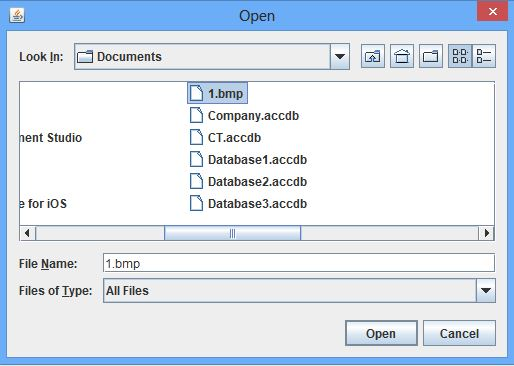 Open
Look In: Documents
1.bmp
Company.accdb
ment Studio CT.accdb
Database1.accdb
Database2.accdb
e for iOS Database3.accdb
File Name: 1.bmp
Files of Type: All Files
Open Cancel